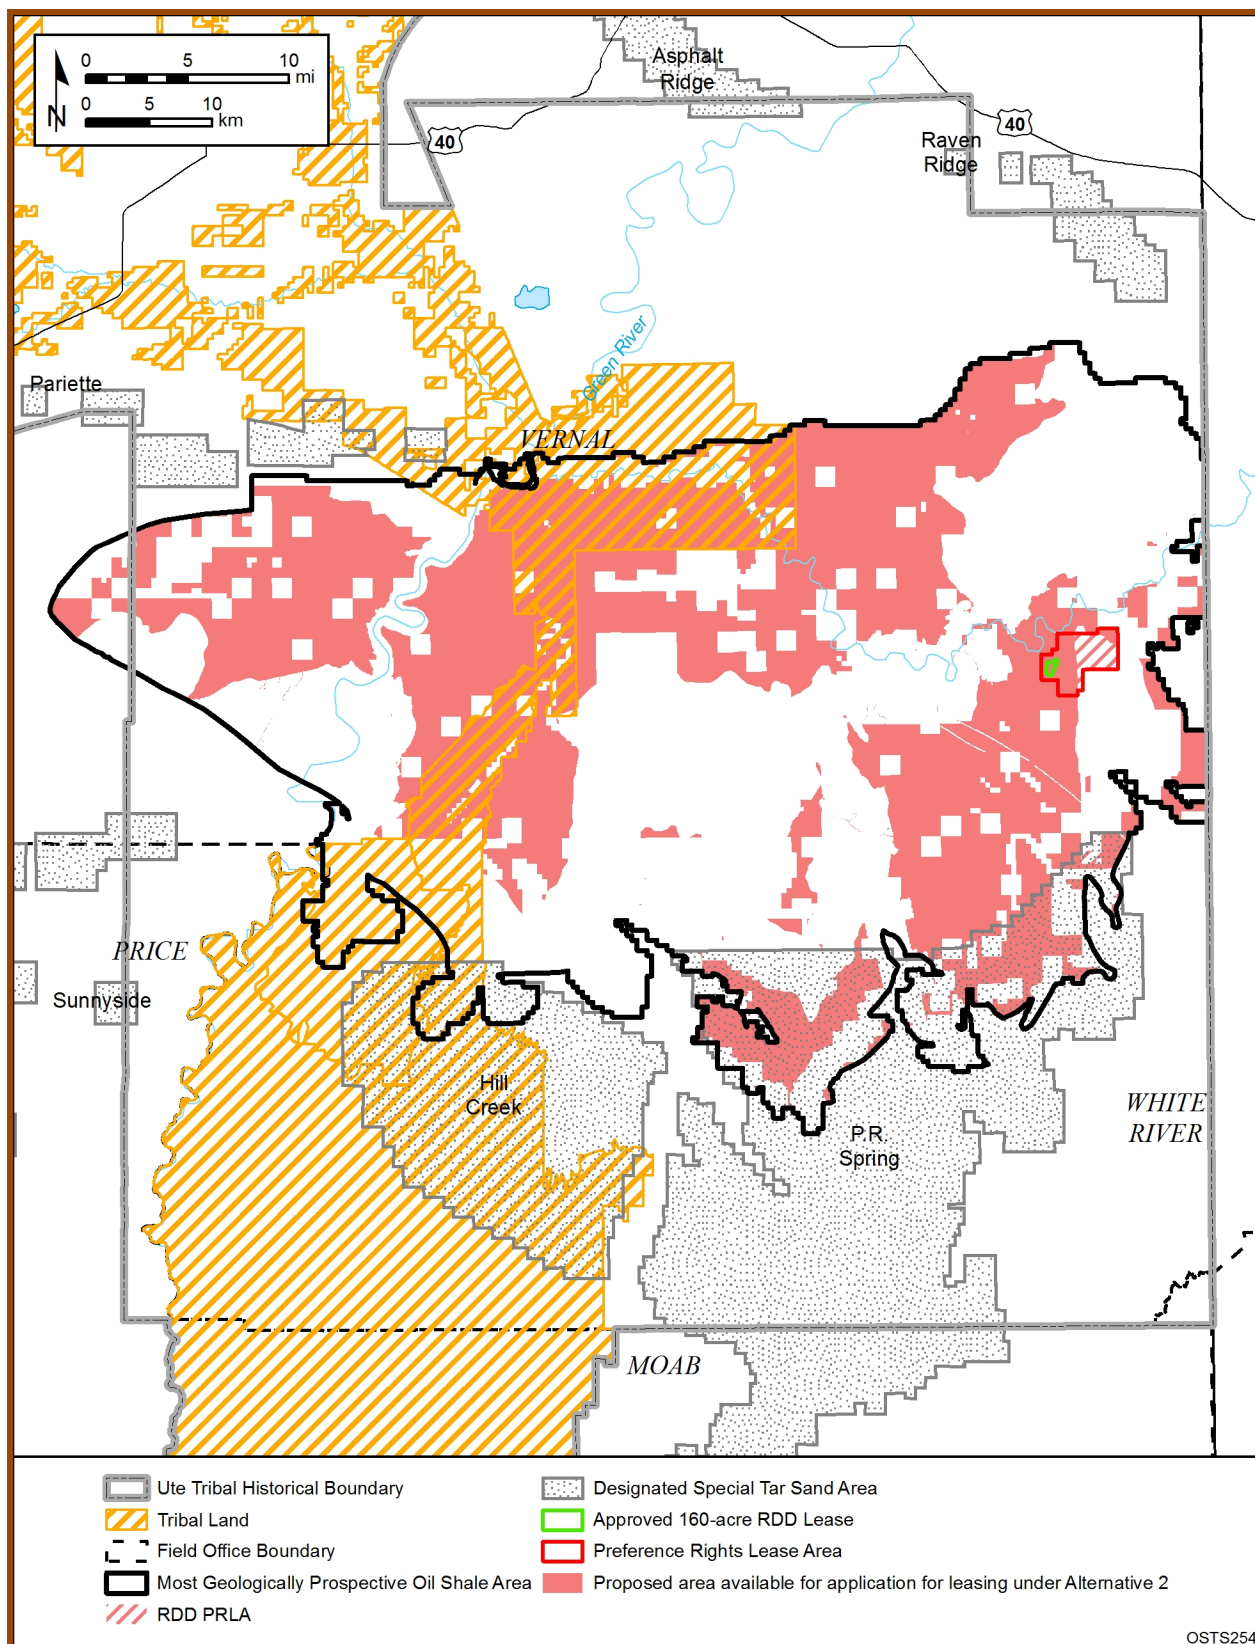 0 5 10
mi
0 5 10
km
N
Asphalt
Ridge
40
40
Raven
Ridge
Green River
Pariette
VERNAL
PRICE
Sunnyside
Hill
Creek
P.R.
Spring
WHITE
RIVER
MOAB
Ute Tribal Historical Boundary
Tribal Land
Field Office Boundary
Most Geologically Prospective Oil Shale Area
RDD PRLA
Designated Special Tar Sand Area
Approved 160-acre RDD Lease
Preference Rights Lease Area
Proposed area available for application for leasing under Alternative 2
OSTS254